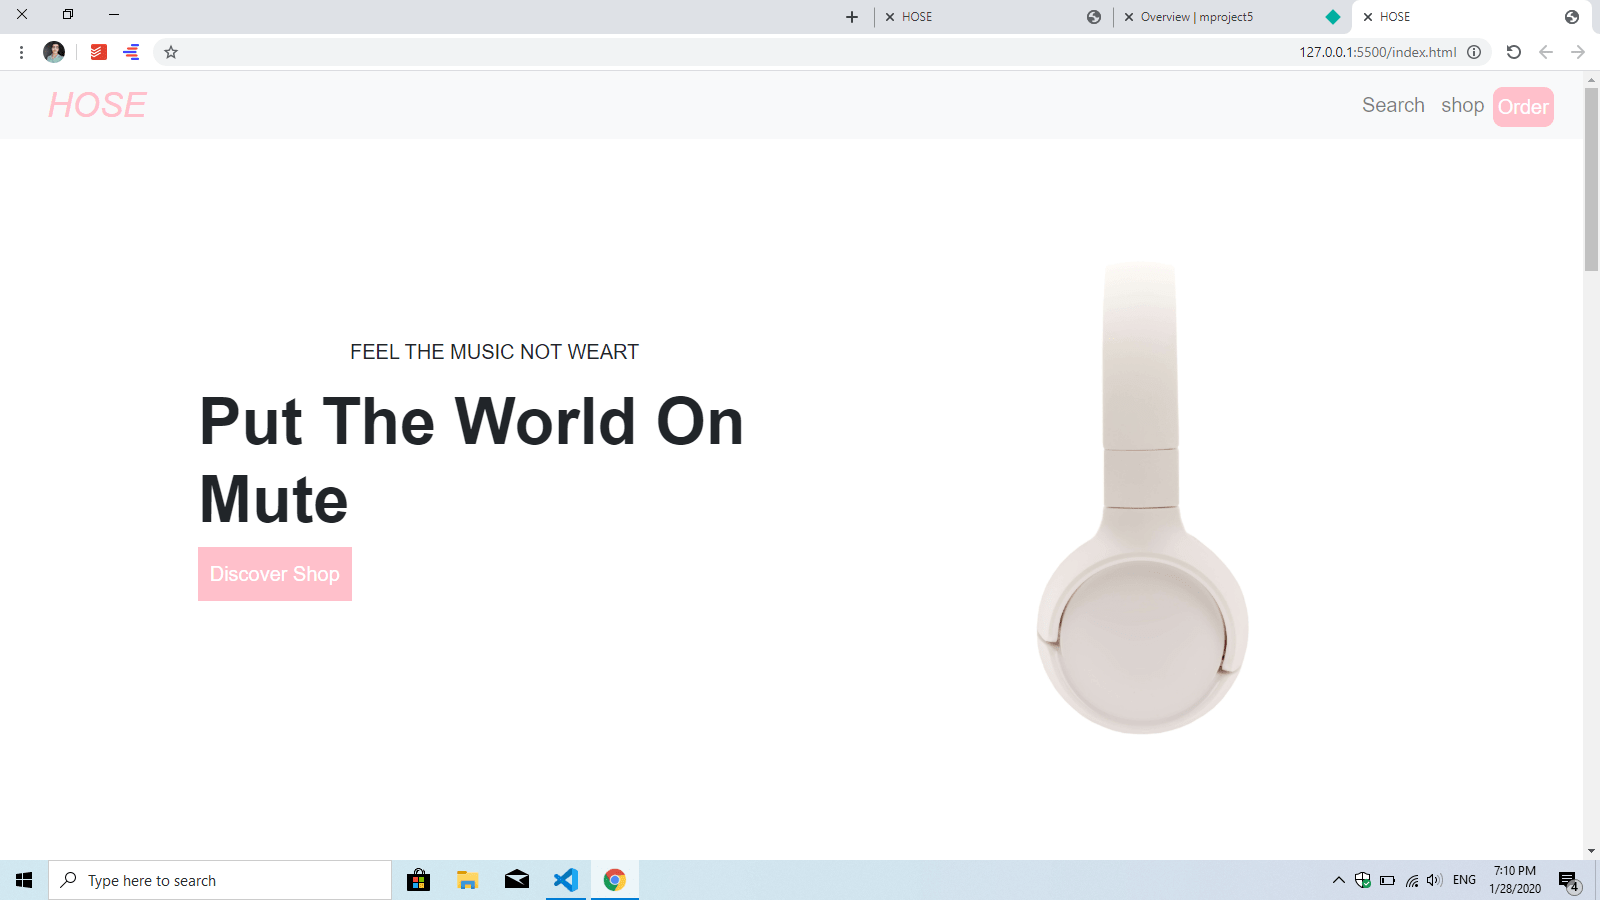 HOSE
Overview | mproject5
HOSE
127.0.0.1:5500/index.html
HOSE
Search shop Order
FEEL THE MUSIC NOT WEART
Put The World On
Mute
Discover Shop
Type here to search
ENG
7:10 PM
1/28/2020
4